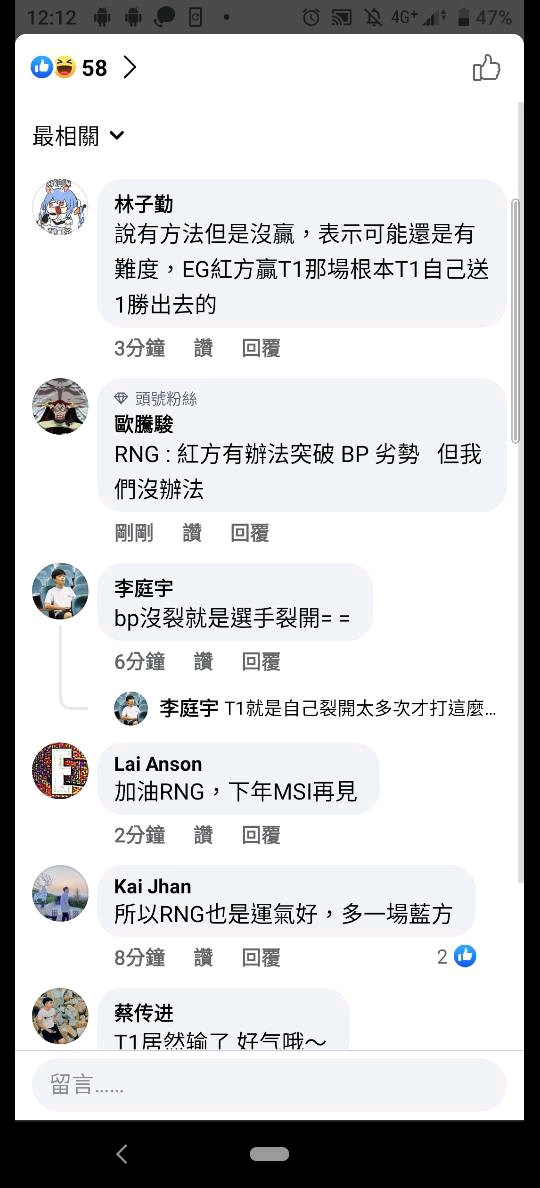 12:12 4G+ 47%
58
最相關
林子勤
說有方法但是沒贏，表示可能還是有
難度，EG紅方贏T1那場根本T1自己送
1勝出去的
3分鐘 讚 回覆
頭號粉絲
歐騰駿
RNG : 紅方有辦法突破 BP 劣勢 但我
們沒辦法
剛剛 讚 回覆
李庭宇
bp沒裂就是選手裂開= =
6分鐘 讚 回覆
李庭宇 T1就是自己裂開太多次才打這麼...
Lai Anson
加油RNG，下年MSI再見
2分鐘 讚 回覆
Kai Jhan
所以RNG也是運氣好，多一場藍方
8分鐘 讚 回覆 2
蔡传进
T1居然输了 好气哦～
留言......